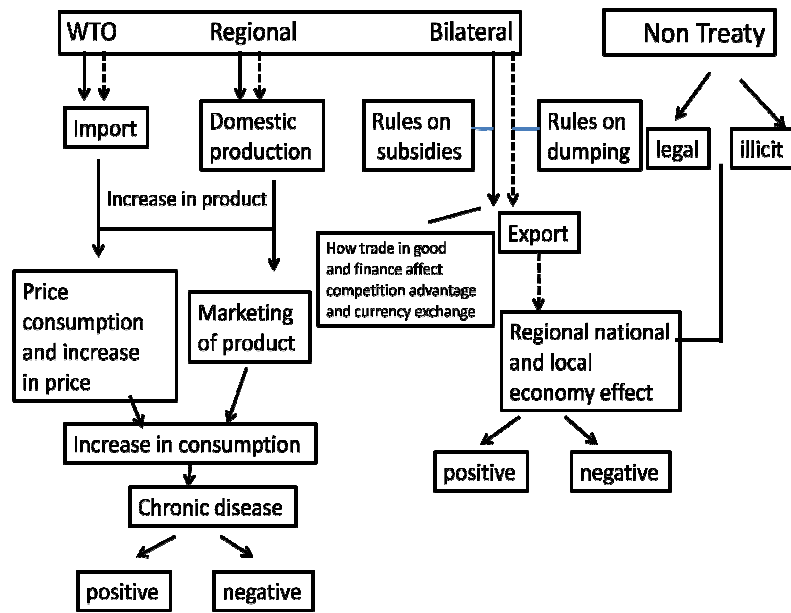 WTO Regional Bilateral
Non Treaty
Import
Domestic
production
Rules on
subsidies
Rules on
dumping
legal
illicit
Increase in product
Export
How trade in good
and finance affect
competition advantage
and currency exchange
Price
consumption
and increase
in price
Marketing
of product
Regional national
and local
economy effect
Increase in consumption
positive
negative
Chronic disease
positive
negative